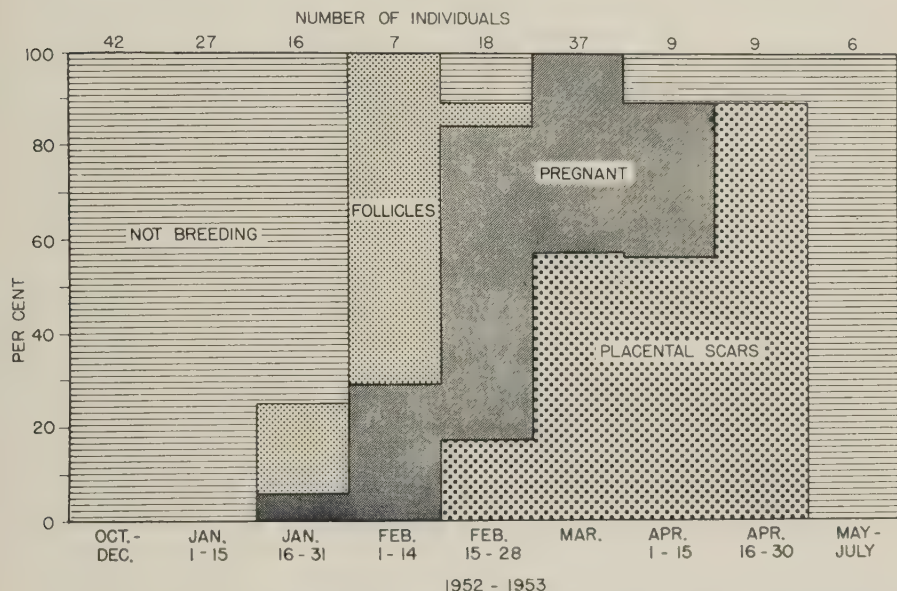 NUMBER OF INDIVIDUALS
42 27 16 7 18 37 9 9 6
100
80
60
40
20
0
PER CENT
NOT BREEDING
FOLLICLES
PREGNANT
PLACENTAL SCARS
OCT.- JAN. JAN. FEB. FEB. MAR. APR. APR. MAY-
DEC. 1 - 15 16 - 31 1 - 14 15 - 28 1 - 15 16 - 30 JULY
1952 - 1953